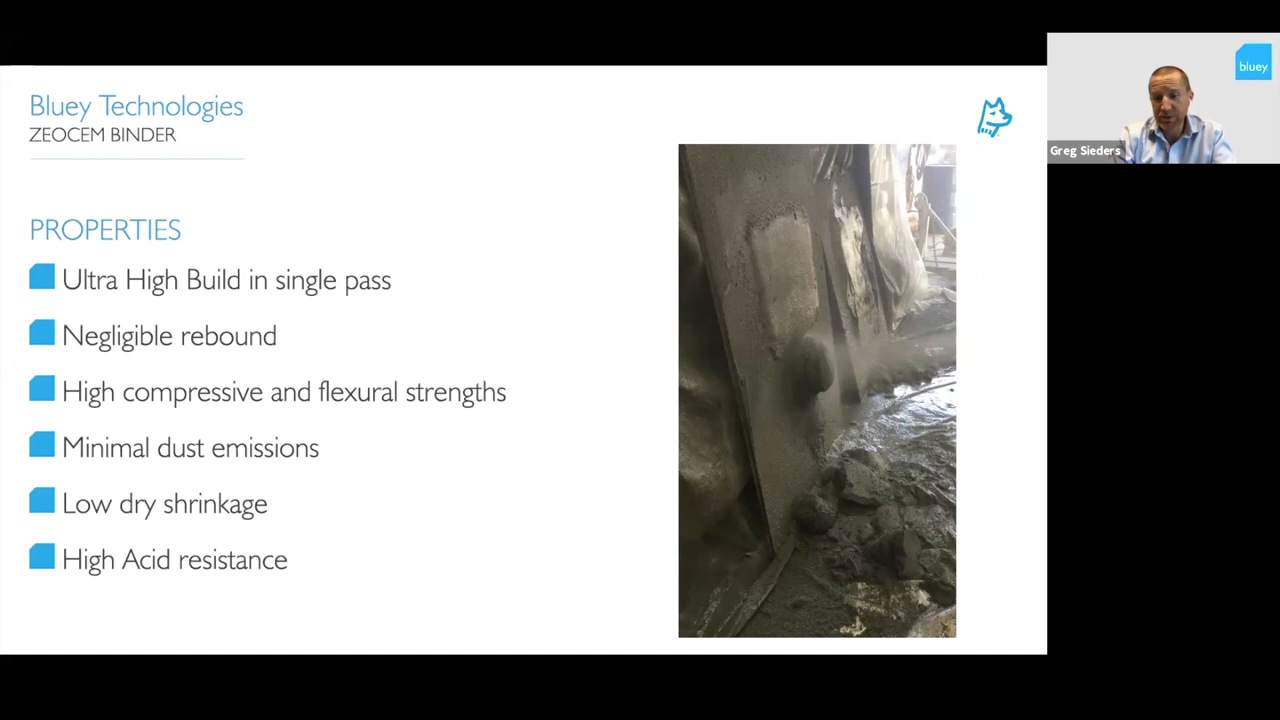 Bluey Technologies
ZEOCEM BINDER
PROPERTIES
Ultra High Build in single pass
Negligible rebound
High compressive and flexural strengths
Minimal dust emissions
Low dry shrinkage
High Acid resistance
bluey
Greg Sieders